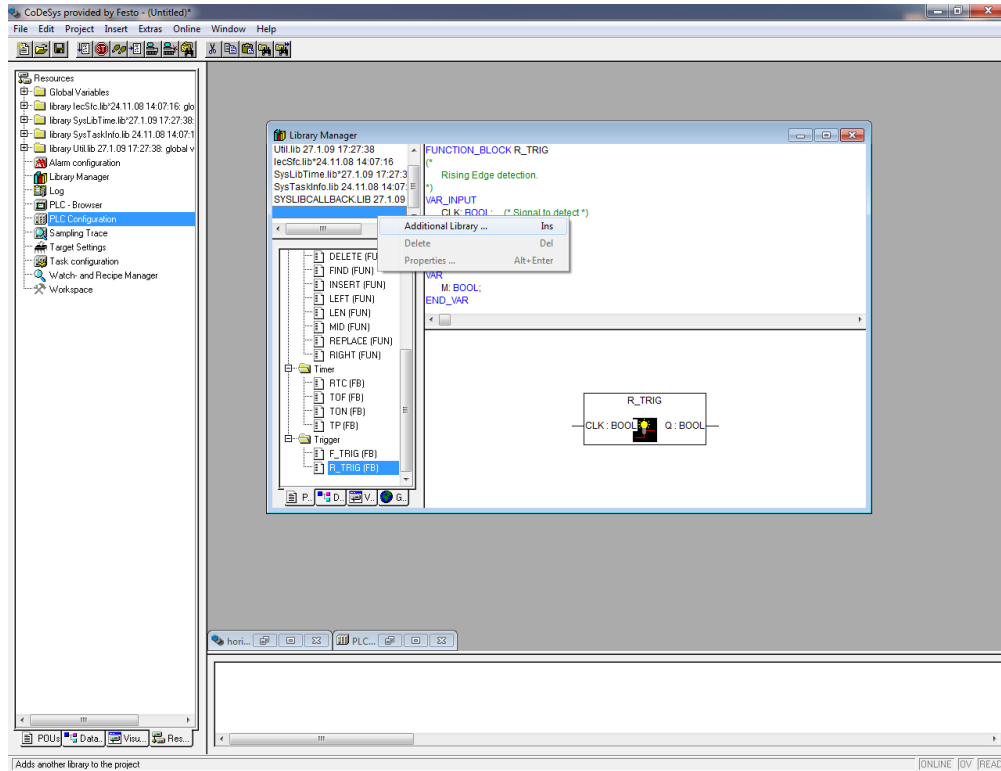 CoDeSys provided by Festo - (Untitled)*
File Edit Project Insert Extras Online Window Help
Resources
Global Variables
library Iecsfc.lib*24.11.08 14:07:16: glo
library SysLibTime.lib*27.1.09 17:27:38:
library SysTaskInfo.lib 24.11.08 14:07:1
library Util.lib 27.1.09 17:27:38: global v
Alarm configuration
Library Manager
Log
PLC - Browser
PLC Configuration
Sampling Trace
Target Settings
Task configuration
Watch- and Recipe Manager
Workspace
POUs Data.. Visu... Res...
Library Manager
Util.lib 27.1.09 17:27:38
Iecsfc.lib*24.11.08 14:07:16
SysLibTime.lib*27.1.09 17:27:3
SysTaskInfo.lib 24.11.08 14:07:
SYSLIBCALLBACK.LIB 27.1.09
Additional Library ... Ins
Delete Del
Properties ... Alt+Enter
DELETE (FU
FIND (FUN)
INSERT (FUN)
LEFT (FUN)
LEN (FUN)
MID (FUN)
REPLACE (FUN)
RIGHT (FUN)
Timer
RTC (FB)
TOF (FB)
TON (FB)
TP (FB)
Trigger
F_TRIG (FB)
R_TRIG (FB)
P.. D.. V.. G..
FUNCTION_BLOCK R_TRIG
(*
Rising Edge detection.
*)
VAR_INPUT
CLK: BOOL; (* Signal to detect *)
VAR
M: BOOL;
END_VAR
R_TRIG
CLK : BOOL Q : BOOL
hori... PLC...
Adds another library to the project
ONLINE OV READ